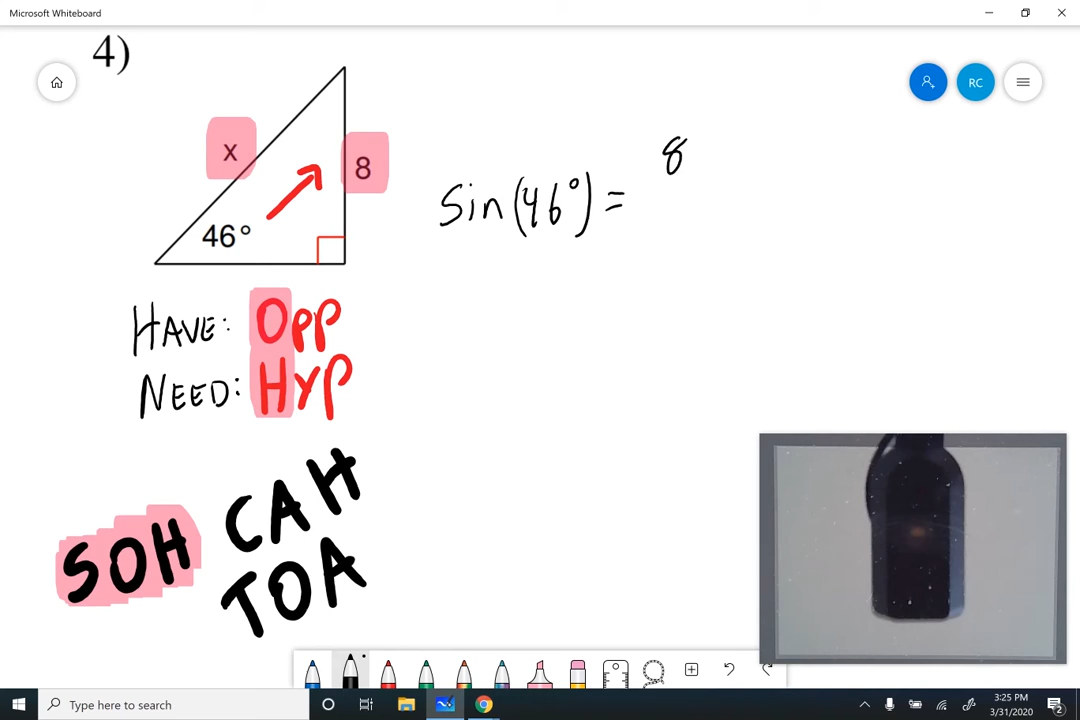 Microsoft Whiteboard
4)
RC
x
8
46°
8
Sin(46°) =
HAVE: OPP
NEED: HYP
SOH CAH
TOA
Type here to search
3:25 PM
3/31/2020
2